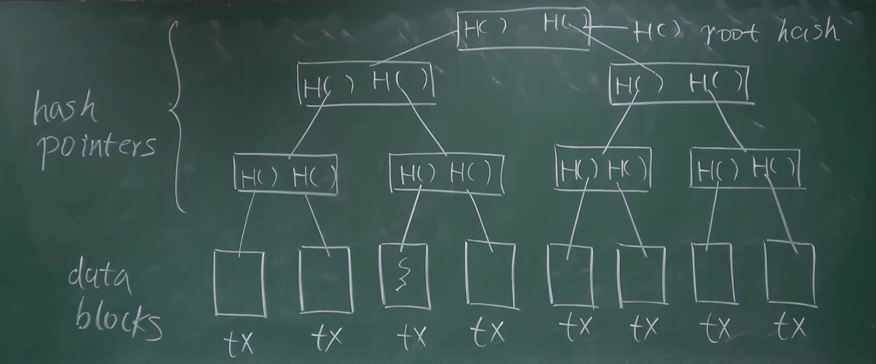 H( ) H( ) H( ) root hash
H( ) H( ) H( ) H( )
hash
pointers
H( ) H( ) H( ) H( ) H( ) H( ) H( ) H( )
data
blocks
tx tx tx tx tx tx tx tx